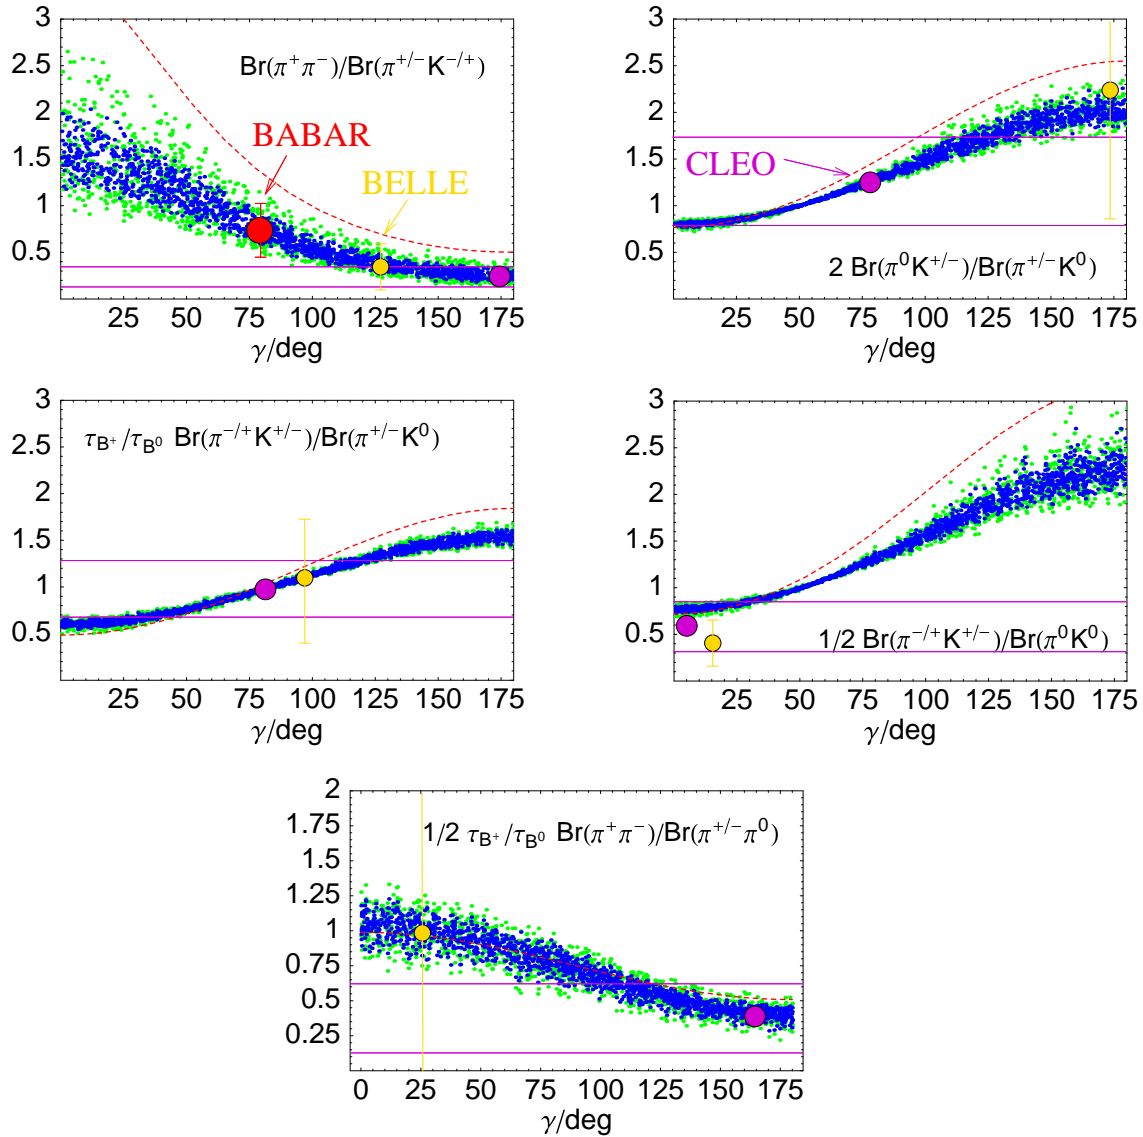 3
2.5
2
1.5
1
0.5
Br(π⁺π⁻)/Br(π⁺ᐟ⁻K⁻ᐟ⁺)
BABAR
BELLE
25 50 75 100 125 150 175
γ/deg
3
2.5
2
1.5
1
0.5
CLEO
2 Br(π⁰K⁺ᐟ⁻)/Br(π⁺ᐟ⁻K⁰)
25 50 75 100 125 150 175
γ/deg
3
2.5
2
1.5
1
0.5
τ_B⁺/τ_B⁰ Br(π⁻ᐟ⁺K⁺ᐟ⁻)/Br(π⁺ᐟ⁻K⁰)
25 50 75 100 125 150 175
γ/deg
3
2.5
2
1.5
1
0.5
1/2 Br(π⁻ᐟ⁺K⁺ᐟ⁻)/Br(π⁰K⁰)
25 50 75 100 125 150 175
γ/deg
2
1.75
1.5
1.25
1
0.75
0.5
0.25
1/2 τ_B⁺/τ_B⁰ Br(π⁺π⁻)/Br(π⁺ᐟ⁻π⁰)
0 25 50 75 100 125 150 175
γ/deg